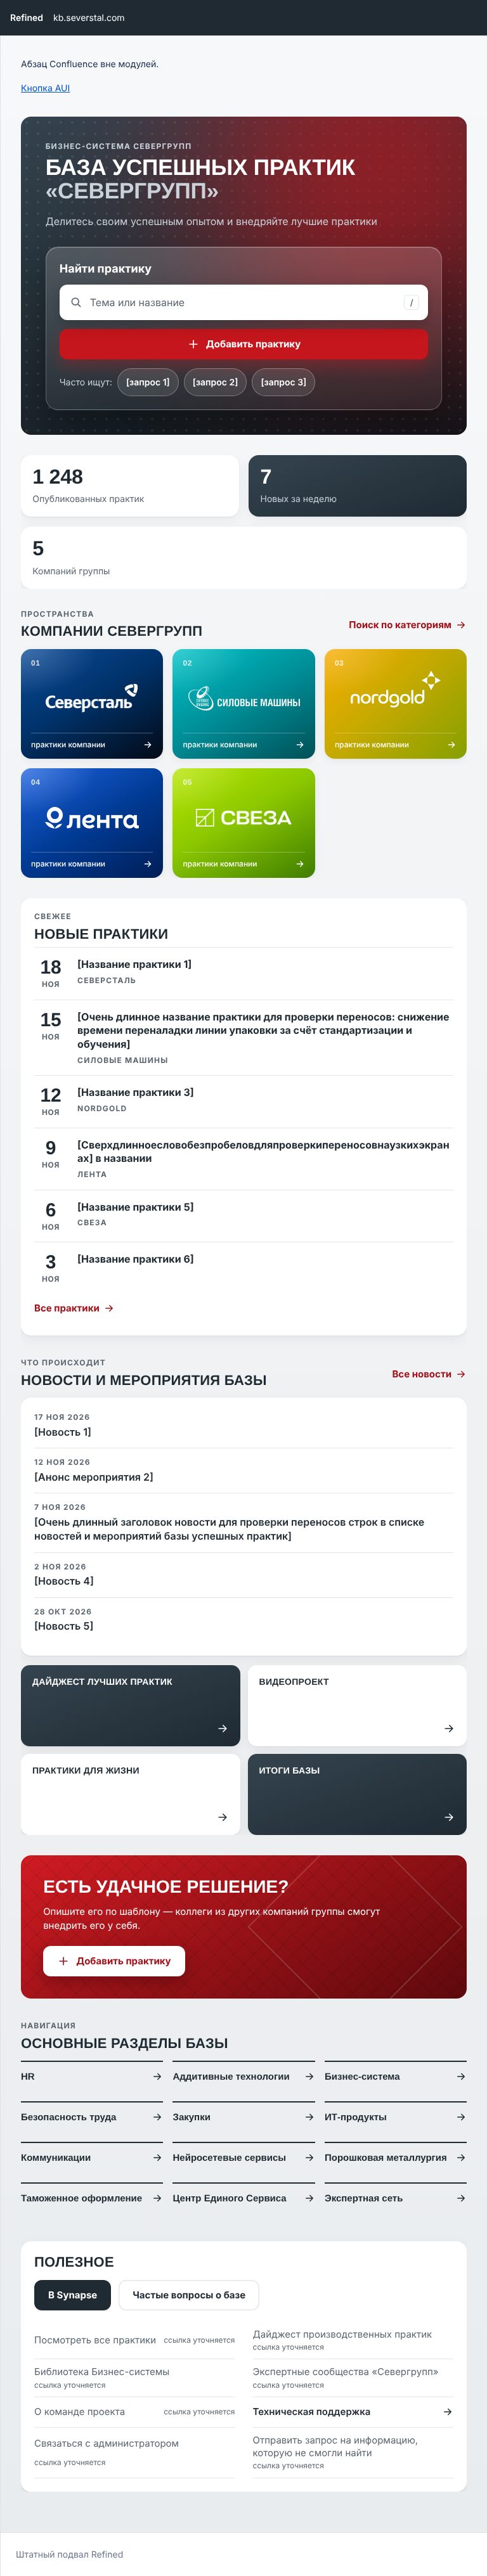 Refined kb.severstal.com
Абзац Confluence вне модулей.
Кнопка AUI
БИЗНЕС-СИСТЕМА СЕВЕРГРУПП
БАЗА УСПЕШНЫХ ПРАКТИК
«СЕВЕРГРУПП»
Делитесь своим успешным опытом и внедряйте лучшие практики
Найти практику
Тема или название /
Добавить практику
Часто ищут: [запрос 1] [запрос 2] [запрос 3]
1 248
Опубликованных практик
7
Новых за неделю
5
Компаний группы
ПРОСТРАНСТВА
КОМПАНИИ СЕВЕРГРУПП
Поиск по категориям →
01
Северсталь
практики компании →
02
СИЛОВЫЕ МАШИНЫ
практики компании →
03
nordgold
практики компании →
04
лента
практики компании →
05
СВЕЗА
практики компании →
СВЕЖЕЕ
НОВЫЕ ПРАКТИКИ
18
НОЯ
[Название практики 1]
СЕВЕРСТАЛЬ
15
НОЯ
[Очень длинное название практики для проверки переносов: снижение
времени переналадки линии упаковки за счёт стандартизации и
обучения]
СИЛОВЫЕ МАШИНЫ
12
НОЯ
[Название практики 3]
NORDGOLD
9
НОЯ
[Сверхдлинноесловобезпробеловдляпроверкипереносовнаузкихэкран
ах] в названии
ЛЕНТА
6
НОЯ
[Название практики 5]
СВЕЗА
3
НОЯ
[Название практики 6]
Все практики →
ЧТО ПРОИСХОДИТ
НОВОСТИ И МЕРОПРИЯТИЯ БАЗЫ
Все новости →
17 НОЯ 2026
[Новость 1]
12 НОЯ 2026
[Анонс мероприятия 2]
7 НОЯ 2026
[Очень длинный заголовок новости для проверки переносов строк в списке
новостей и мероприятий базы успешных практик]
2 НОЯ 2026
[Новость 4]
28 ОКТ 2026
[Новость 5]
ДАЙДЖЕСТ ЛУЧШИХ ПРАКТИК
→
ВИДЕОПРОЕКТ
→
ПРАКТИКИ ДЛЯ ЖИЗНИ
→
ИТОГИ БАЗЫ
→
ЕСТЬ УДАЧНОЕ РЕШЕНИЕ?
Опишите его по шаблону — коллеги из других компаний группы смогут
внедрить его у себя.
Добавить практику
НАВИГАЦИЯ
ОСНОВНЫЕ РАЗДЕЛЫ БАЗЫ
HR →
Аддитивные технологии →
Бизнес-система →
Безопасность труда →
Закупки →
ИТ-продукты →
Коммуникации →
Нейросетевые сервисы →
Порошковая металлургия →
Таможенное оформление →
Центр Единого Сервиса →
Экспертная сеть →
ПОЛЕЗНОЕ
В Synapse
Частые вопросы о базе
Посмотреть все практики ссылка уточняется
Дайджест производственных практик
ссылка уточняется
Библиотека Бизнес-системы
ссылка уточняется
Экспертные сообщества «Севергрупп»
ссылка уточняется
О команде проекта ссылка уточняется
Техническая поддержка →
Связаться с администратором
ссылка уточняется
Отправить запрос на информацию,
которую не смогли найти
ссылка уточняется
Штатный подвал Refined